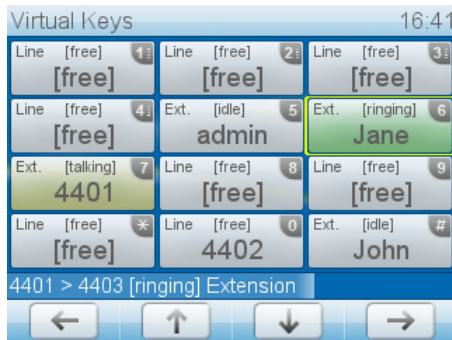 Virtual Keys 16:41
Line [free] 1 Line [free] 2 Line [free] 3
[free] [free] [free]
Line [free] 4 Ext. [idle] 5 Ext. [ringing] 6
[free] admin Jane
Ext. [talking] 7 Line [free] 8 Line [free] 9
4401 [free] [free]
Line [free] * Line [free] 0 Ext. [idle] #
[free] 4402 John
4401 > 4403 [ringing] Extension